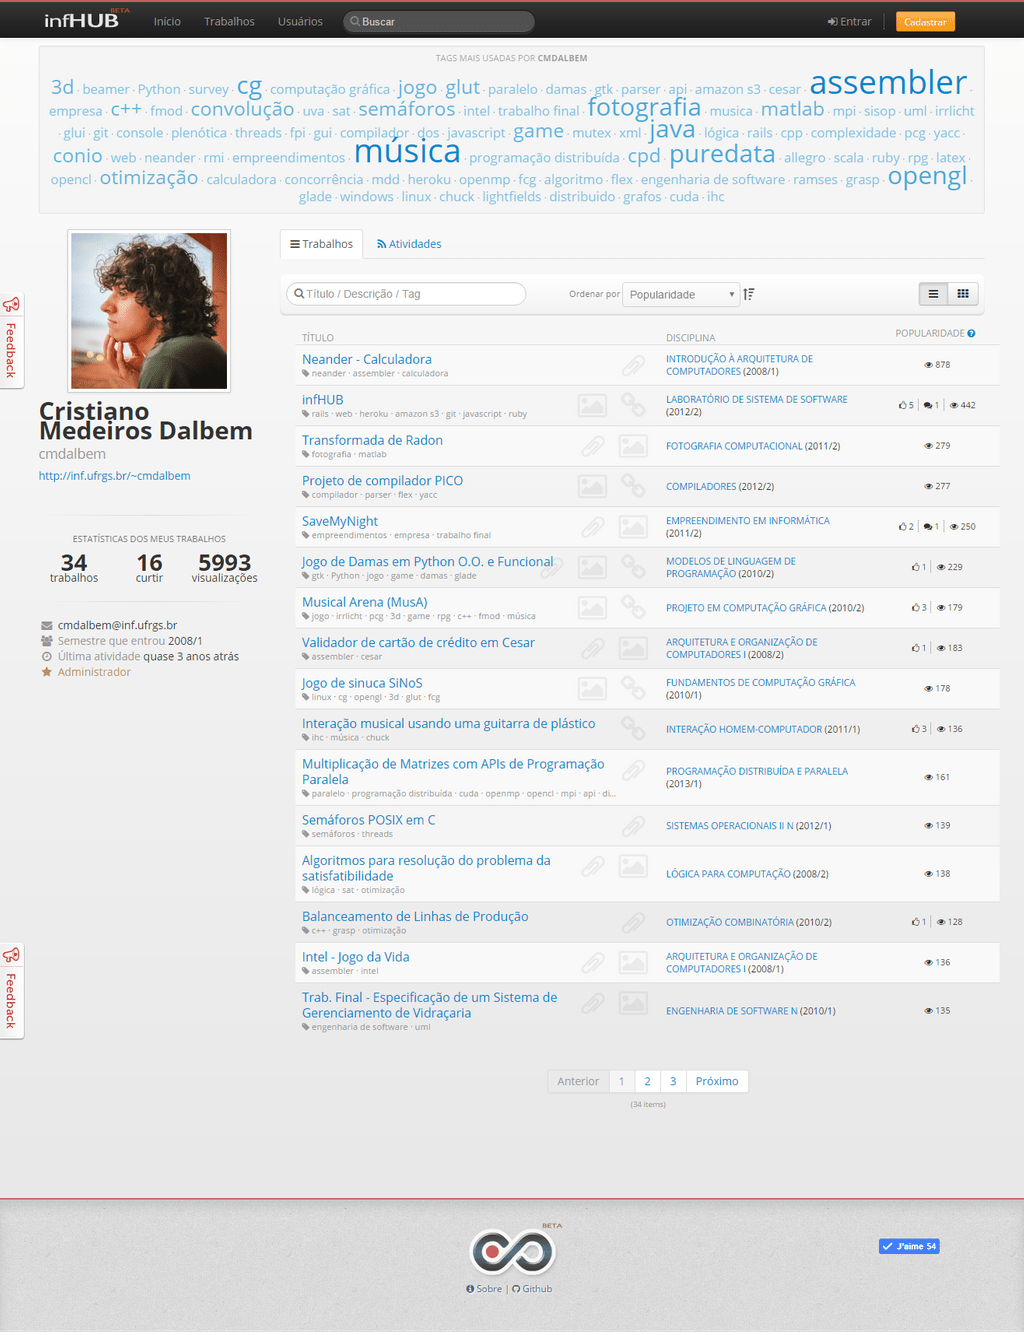 infHUB BETA Início Trabalhos Usuários Buscar Entrar Cadastrar
TAGS MAIS USADAS POR CMDALBEM
3d · beamer · Python · survey · cg · computação gráfica · jogo · glut · paralelo · damas · gtk · parser · api · amazon s3 · cesar · assembler ·
empresa · c++ · fmod · convolução · uva · sat · semáforos · intel · trabalho final · fotografia · musica · matlab · mpi · sisop · uml · irrlicht
· glui · git · console · plenótica · threads · fpi · gui · compilador · dos · javascript · game · mutex · xml · java · lógica · rails · cpp · complexidade · pcg · yacc ·
conio · web · neander · rmi · empreendimentos · música · programação distribuída · cpd · puredata · allegro · scala · ruby · rpg · latex ·
opencl · otimização · calculadora · concorrência · mdd · heroku · openmp · fcg · algoritmo · flex · engenharia de software · ramses · grasp · opengl ·
glade · windows · linux · chuck · lightfields · distribuido · grafos · cuda · ihc
Feedback
Cristiano
Medeiros Dalbem
cmdalbem
http://inf.ufrgs.br/~cmdalbem
ESTATÍSTICAS DOS MEUS TRABALHOS
34 16 5993
trabalhos curtir visualizações
cmdalbem@inf.ufrgs.br
Semestre que entrou 2008/1
Última atividade quase 3 anos atrás
Administrador
Trabalhos Atividades
Título / Descrição / Tag Ordenar por Popularidade
TÍTULO DISCIPLINA POPULARIDADE
Neander - Calculadora
neander · assembler · calculadora
INTRODUÇÃO À ARQUITETURA DE
COMPUTADORES (2008/1)
878
infHUB
rails · web · heroku · amazon s3 · git · javascript · ruby
LABORATÓRIO DE SISTEMA DE SOFTWARE
(2012/2)
5 1 442
Transformada de Radon
fotografia · matlab
FOTOGRAFIA COMPUTACIONAL (2011/2)
279
Projeto de compilador PICO
compilador · parser · flex · yacc
COMPILADORES (2012/2)
277
SaveMyNight
empreendimentos · empresa · trabalho final
EMPREENDIMENTO EM INFORMÁTICA
(2011/2)
2 1 250
Jogo de Damas em Python O.O. e Funcional
gtk · Python · jogo · game · damas · glade
MODELOS DE LINGUAGEM DE
PROGRAMAÇÃO (2010/2)
1 229
Musical Arena (MusA)
jogo · irrlicht · pcg · 3d · game · rpg · c++ · fmod · música
PROJETO EM COMPUTAÇÃO GRÁFICA (2010/2)
3 179
Validador de cartão de crédito em Cesar
assembler · cesar
ARQUITETURA E ORGANIZAÇÃO DE
COMPUTADORES I (2008/2)
1 183
Jogo de sinuca SiNoS
linux · cg · opengl · 3d · glut · fcg
FUNDAMENTOS DE COMPUTAÇÃO GRÁFICA
(2010/1)
178
Interação musical usando uma guitarra de plástico
ihc · música · chuck
INTERAÇÃO HOMEM-COMPUTADOR (2011/1)
3 136
Multiplicação de Matrizes com APIs de Programação
Paralela
paralelo · programação distribuída · cuda · openmp · opencl · mpi · api · di...
PROGRAMAÇÃO DISTRIBUÍDA E PARALELA
(2013/1)
161
Semáforos POSIX em C
semáforos · threads
SISTEMAS OPERACIONAIS II N (2012/1)
139
Algoritmos para resolução do problema da
satisfatibilidade
lógica · sat · otimização
LÓGICA PARA COMPUTAÇÃO (2008/2)
138
Balanceamento de Linhas de Produção
c++ · grasp · otimização
OTIMIZAÇÃO COMBINATÓRIA (2010/2)
1 128
Intel - Jogo da Vida
assembler · intel
ARQUITETURA E ORGANIZAÇÃO DE
COMPUTADORES I (2008/1)
136
Feedback
Trab. Final - Especificação de um Sistema de
Gerenciamento de Vidraçaria
engenharia de software · uml
ENGENHARIA DE SOFTWARE N (2010/1)
135
Anterior 1 2 3 Próximo
(34 items)
BETA
J'aime 54
Sobre | Github